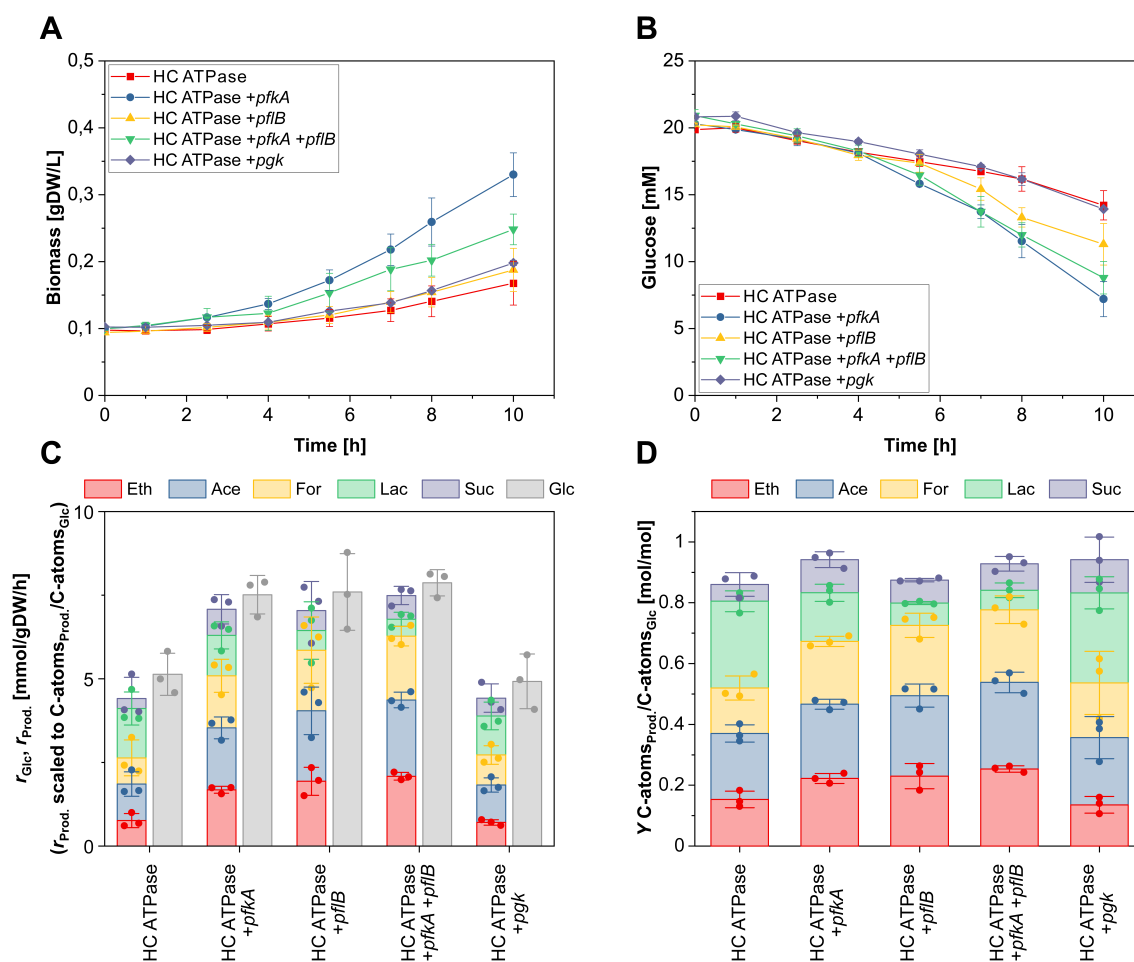 A
0,5
0,4
0,3
0,2
0,1
0
Biomass [gDW/L]
HC ATPase
HC ATPase +pfkA
HC ATPase +pflB
HC ATPase +pfkA +pflB
HC ATPase +pgk
0 2 4 6 8 10
Time [h]
B
25
20
15
10
5
0
Glucose [mM]
HC ATPase
HC ATPase +pfkA
HC ATPase +pflB
HC ATPase +pfkA +pflB
HC ATPase +pgk
0 2 4 6 8 10
Time [h]
C
Eth Ace For Lac Suc Glc
10
5
0
rGlc, rProd. [mmol/gDW/h]
(rProd. scaled to C-atomsProd./C-atomsGlc)
HC ATPase
HC ATPase
+pfkA
HC ATPase
+pflB
HC ATPase
+pfkA +pflB
HC ATPase
+pgk
D
Eth Ace For Lac Suc
1
0.8
0.6
0.4
0.2
0
Y C-atomsProd./C-atomsGlc [mol/mol]
HC ATPase
HC ATPase
+pfkA
HC ATPase
+pflB
HC ATPase
+pfkA +pflB
HC ATPase
+pgk